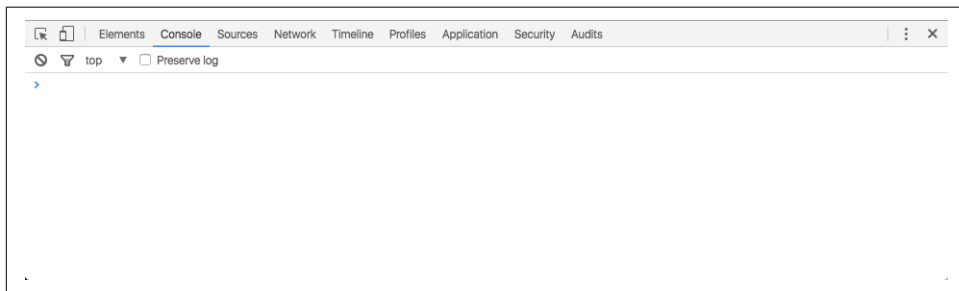 Elements Console Sources Network Timeline Profiles Application Security Audits
top Preserve log